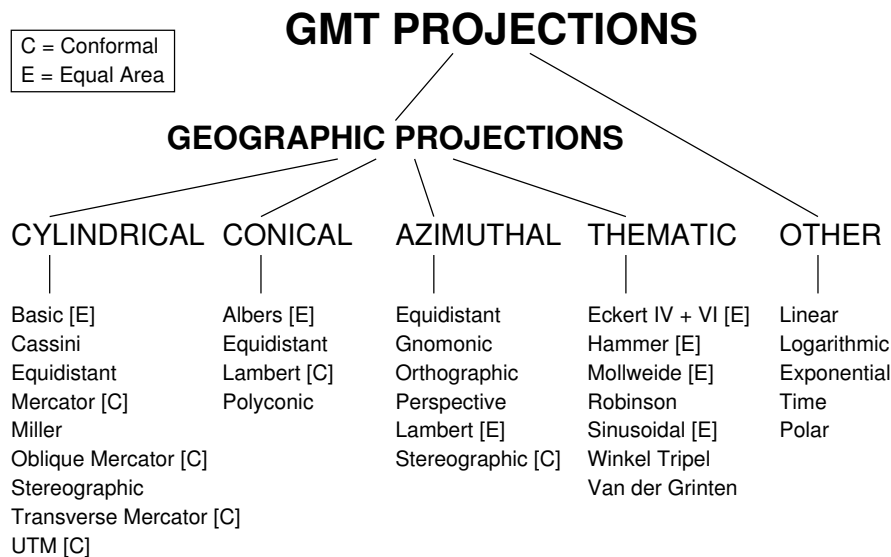 GMT PROJECTIONS
C = Conformal
E = Equal Area
GEOGRAPHIC PROJECTIONS
CYLINDRICAL
Basic [E]
Cassini
Equidistant
Mercator [C]
Miller
Oblique Mercator [C]
Stereographic
Transverse Mercator [C]
UTM [C]
CONICAL
Albers [E]
Equidistant
Lambert [C]
Polyconic
AZIMUTHAL
Equidistant
Gnomonic
Orthographic
Perspective
Lambert [E]
Stereographic [C]
THEMATIC
Eckert IV + VI [E]
Hammer [E]
Mollweide [E]
Robinson
Sinusoidal [E]
Winkel Tripel
Van der Grinten
OTHER
Linear
Logarithmic
Exponential
Time
Polar